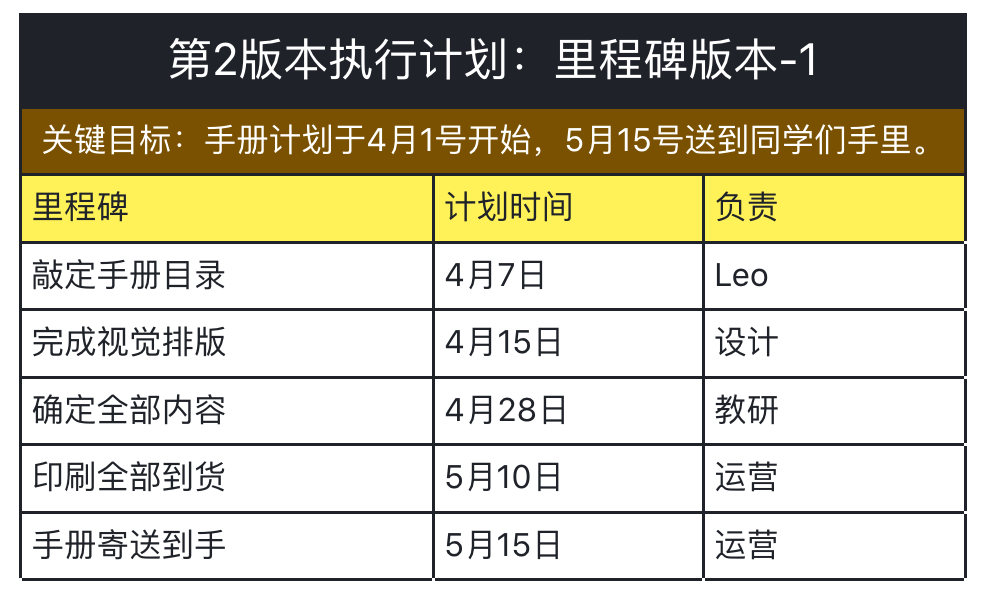 第2版本执行计划：里程碑版本-1
关键目标：手册计划于4月1号开始，5月15号送到同学们手里。
里程碑 计划时间 负责
敲定手册目录 4月7日 Leo
完成视觉排版 4月15日 设计
确定全部内容 4月28日 教研
印刷全部到货 5月10日 运营
手册寄送到手 5月15日 运营